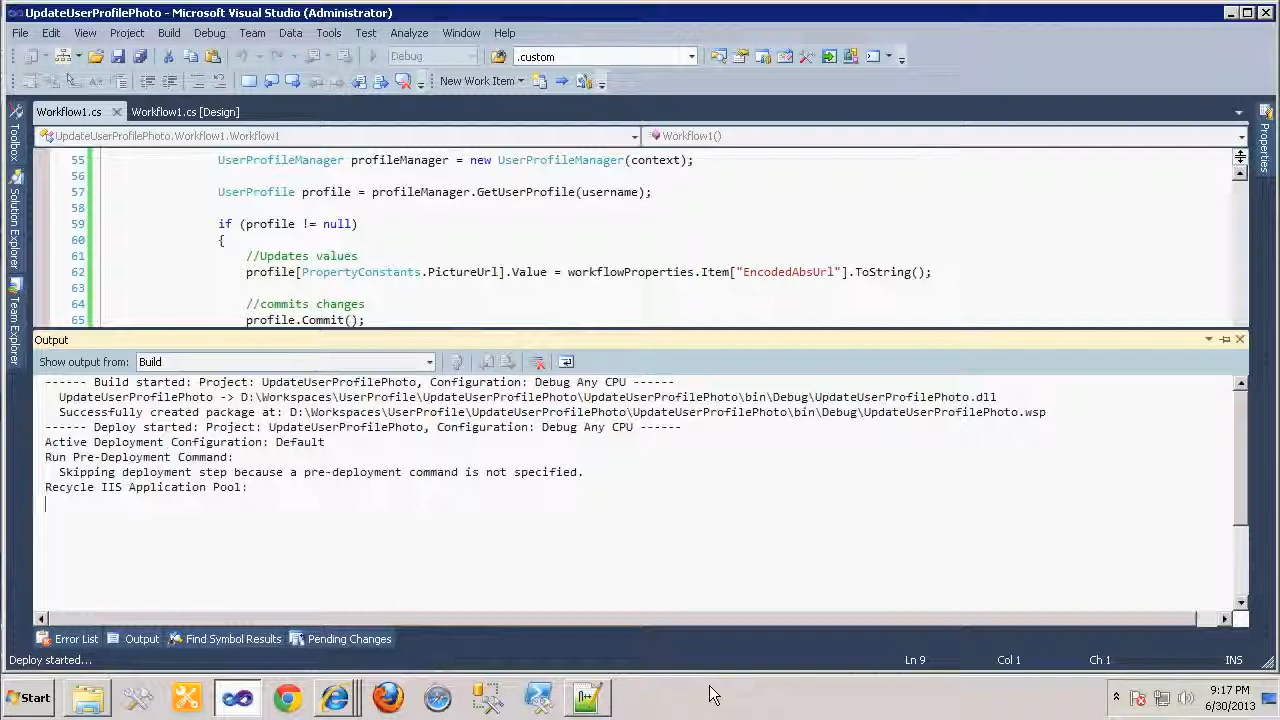 UpdateUserProfilePhoto - Microsoft Visual Studio (Administrator)
File Edit View Project Build Debug Team Data Tools Test Analyze Window Help
Debug .custom
New Work Item
Workflow1.cs Workflow1.cs [Design]
UpdateUserProfilePhoto.Workflow1.Workflow1 Workflow1()
Toolbox
Solution Explorer
Team Explorer
Properties
55 UserProfileManager profileManager = new UserProfileManager(context);
56
57 UserProfile profile = profileManager.GetUserProfile(username);
58
59 if (profile != null)
60 {
61 //Updates values
62 profile[PropertyConstants.PictureUrl].Value = workflowProperties.Item["EncodedAbsUrl"].ToString();
63
64 //commits changes
65 profile.Commit();
Output
Show output from: Build
------ Build started: Project: UpdateUserProfilePhoto, Configuration: Debug Any CPU ------
UpdateUserProfilePhoto -> D:\Workspaces\UserProfile\UpdateUserProfilePhoto\UpdateUserProfilePhoto\bin\Debug\UpdateUserProfilePhoto.dll
Successfully created package at: D:\Workspaces\UserProfile\UpdateUserProfilePhoto\UpdateUserProfilePhoto\bin\Debug\UpdateUserProfilePhoto.wsp
------ Deploy started: Project: UpdateUserProfilePhoto, Configuration: Debug Any CPU ------
Active Deployment Configuration: Default
Run Pre-Deployment Command:
Skipping deployment step because a pre-deployment command is not specified.
Recycle IIS Application Pool:
Error List Output Find Symbol Results Pending Changes
Deploy started... Ln 9 Col 1 Ch 1 INS
Start
9:17 PM
6/30/2013